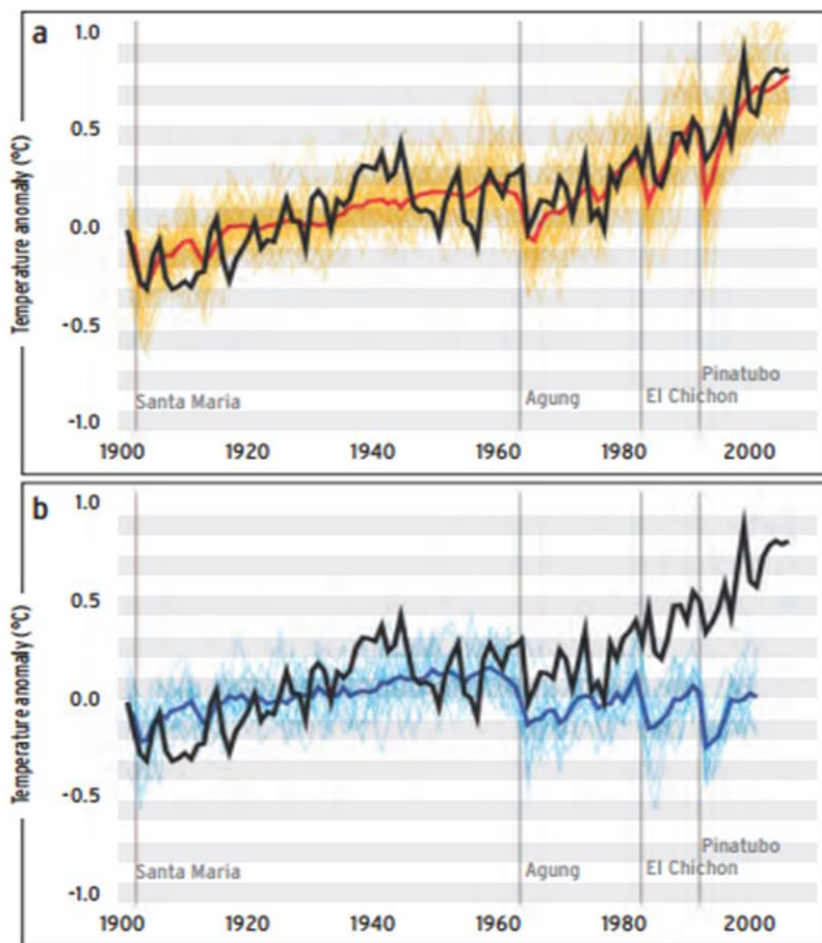 a
1.0
0.5
0.0
-0.5
-1.0
Temperature anomaly (°C)
Santa Maria
Agung
El Chichon
Pinatubo
1900 1920 1940 1960 1980 2000
b
1.0
0.5
0.0
-0.5
-1.0
Temperature anomaly (°C)
Santa Maria
Agung
El Chichon
Pinatubo
1900 1920 1940 1960 1980 2000